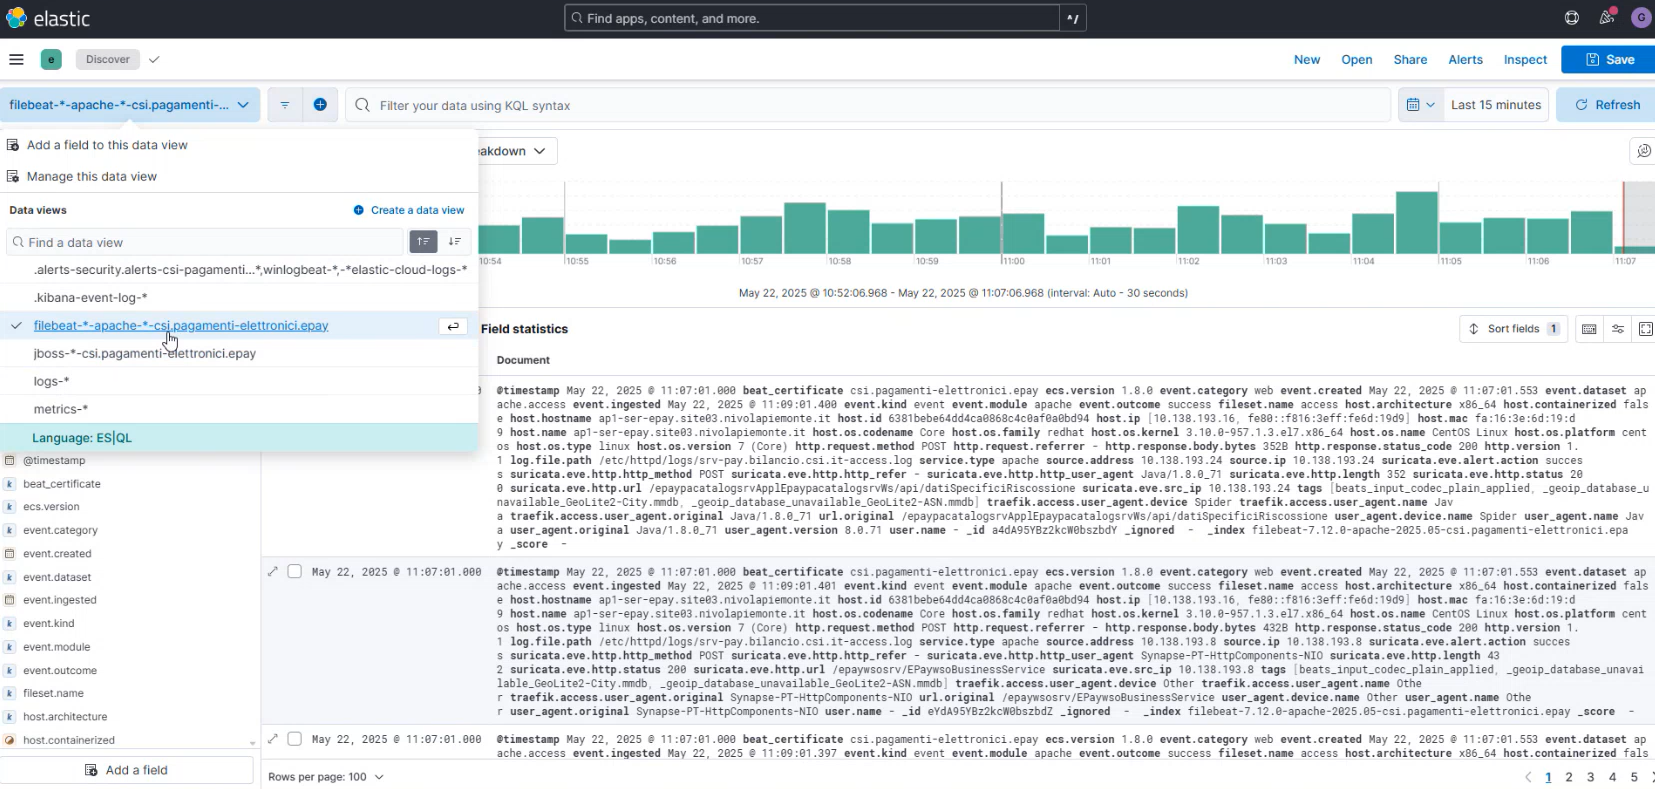 elastic
Find apps, content, and more.
^/
G
e
Discover
New
Open
Share
Alerts
Inspect
Save
filebeat-*-apache-*-csi.pagamenti-...
Filter your data using KQL syntax
Last 15 minutes
Refresh
Add a field to this data view
Manage this data view
Data views
Create a data view
Find a data view
.alerts-security.alerts-csi-pagamenti...*,winlogbeat-*,-*elastic-cloud-logs-*
.kibana-event-log-*
filebeat-*-apache-*-csi.pagamenti-elettronici.epay
jboss-*-csi.pagamenti-elettronici.epay
logs-*
metrics-*
Language: ES|QL
eakdown
10:54 10:55 10:56 10:57 10:58 10:59 11:00 11:01 11:02 11:03 11:04 11:05 11:06 11:07
May 22, 2025 @ 10:52:06.968 - May 22, 2025 @ 11:07:06.968 (interval: Auto - 30 seconds)
Field statistics
Sort fields 1
Document
@timestamp
beat_certificate
ecs.version
event.category
event.created
event.dataset
event.ingested
event.kind
event.module
event.outcome
fileset.name
host.architecture
host.containerized
Add a field
@timestamp May 22, 2025 @ 11:07:01.000 beat_certificate csi.pagamenti-elettronici.epay ecs.version 1.8.0 event.category web event.created May 22, 2025 @ 11:07:01.553 event.dataset ap
ache.access event.ingested May 22, 2025 @ 11:09:01.400 event.kind event event.module apache event.outcome success fileset.name access host.architecture x86_64 host.containerized fals
e host.hostname ap1-ser-epay.site03.nivolapiemonte.it host.id 6381bebe64dd4ca0868c4c0af0a0bd94 host.ip [10.138.193.16, fe80::f816:3eff:fe6d:19d9] host.mac fa:16:3e:6d:19:d
9 host.name ap1-ser-epay.site03.nivolapiemonte.it host.os.codename Core host.os.family redhat host.os.kernel 3.10.0-957.1.3.el7.x86_64 host.os.name CentOS Linux host.os.platform cent
os host.os.type linux host.os.version 7 (Core) http.request.method POST http.request.referrer - http.response.body.bytes 352B http.response.status_code 200 http.version 1.
1 log.file.path /etc/httpd/logs/srv-pay.bilancio.csi.it-access.log service.type apache source.address 10.138.193.24 source.ip 10.138.193.24 suricata.eve.alert.action succes
s suricata.eve.http.http_method POST suricata.eve.http.http_refer - suricata.eve.http.http_user_agent Java/1.8.0_71 suricata.eve.http.length 352 suricata.eve.http.status 20
0 suricata.eve.http.url /epaypacatalogsrvApplEpaypacatalogsrvWs/api/datiSpecificiRiscossione suricata.eve.src_ip 10.138.193.24 tags [beats_input_codec_plain_applied, _geoip_database_u
navailable_GeoLite2-City.mmdb, _geoip_database_unavailable_GeoLite2-ASN.mmdb] traefik.access.user_agent.device Spider traefik.access.user_agent.name Jav
a traefik.access.user_agent.original Java/1.8.0_71 url.original /epaypacatalogsrvApplEpaypacatalogsrvWs/api/datiSpecificiRiscossione user_agent.device.name Spider user_agent.name Jav
a user_agent.original Java/1.8.0_71 user_agent.version 8.0.71 user.name - _id a4dA95YBz2kcW0bszbdY _ignored - _index filebeat-7.12.0-apache-2025.05-csi.pagamenti-elettronici.epa
y _score -
May 22, 2025 @ 11:07:01.000
@timestamp May 22, 2025 @ 11:07:01.000 beat_certificate csi.pagamenti-elettronici.epay ecs.version 1.8.0 event.category web event.created May 22, 2025 @ 11:07:01.553 event.dataset ap
ache.access event.ingested May 22, 2025 @ 11:09:01.401 event.kind event event.module apache event.outcome success fileset.name access host.architecture x86_64 host.containerized fals
e host.hostname ap1-ser-epay.site03.nivolapiemonte.it host.id 6381bebe64dd4ca0868c4c0af0a0bd94 host.ip [10.138.193.16, fe80::f816:3eff:fe6d:19d9] host.mac fa:16:3e:6d:19:d
9 host.name ap1-ser-epay.site03.nivolapiemonte.it host.os.codename Core host.os.family redhat host.os.kernel 3.10.0-957.1.3.el7.x86_64 host.os.name CentOS Linux host.os.platform cent
os host.os.type linux host.os.version 7 (Core) http.request.method POST http.request.referrer - http.response.body.bytes 432B http.response.status_code 200 http.version 1.
1 log.file.path /etc/httpd/logs/srv-pay.bilancio.csi.it-access.log service.type apache source.address 10.138.193.8 source.ip 10.138.193.8 suricata.eve.alert.action succes
s suricata.eve.http.http_method POST suricata.eve.http.http_refer - suricata.eve.http.http_user_agent Synapse-PT-HttpComponents-NIO suricata.eve.http.length 43
2 suricata.eve.http.status 200 suricata.eve.http.url /epaywsosrv/EPaywsoBusinessService suricata.eve.src_ip 10.138.193.8 tags [beats_input_codec_plain_applied, _geoip_database_unavai
lable_GeoLite2-City.mmdb, _geoip_database_unavailable_GeoLite2-ASN.mmdb] traefik.access.user_agent.device Other traefik.access.user_agent.name Othe
r traefik.access.user_agent.original Synapse-PT-HttpComponents-NIO url.original /epaywsosrv/EPaywsoBusinessService user_agent.device.name Other user_agent.name Othe
r user_agent.original Synapse-PT-HttpComponents-NIO user.name - _id eYdA95YBz2kcW0bszbdZ _ignored - _index filebeat-7.12.0-apache-2025.05-csi.pagamenti-elettronici.epay _score -
May 22, 2025 @ 11:07:01.000
@timestamp May 22, 2025 @ 11:07:01.000 beat_certificate csi.pagamenti-elettronici.epay ecs.version 1.8.0 event.category web event.created May 22, 2025 @ 11:07:01.553 event.dataset ap
ache.access event.ingested May 22, 2025 @ 11:09:01.397 event.kind event event.module apache event.outcome success fileset.name access host.architecture x86_64 host.containerized fals
Rows per page: 100
1 2 3 4 5